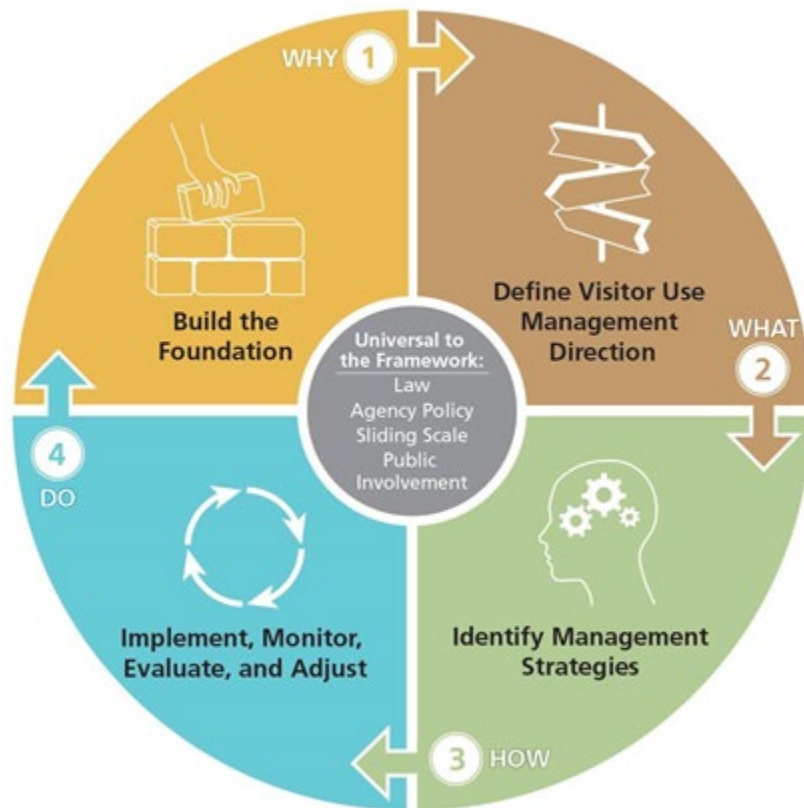 WHY 1
Build the
Foundation
Define Visitor Use
Management
Direction
WHAT
2
Universal to
the Framework:
Law
Agency Policy
Sliding Scale
Public
Involvement
Identify Management
Strategies
3 HOW
Implement, Monitor,
Evaluate, and Adjust
4
DO